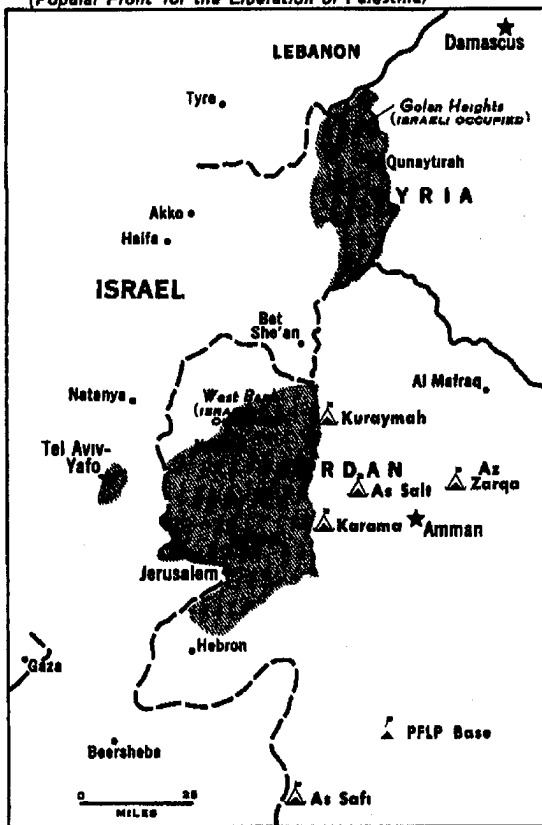 (Popular Front for the Liberation of Palestine)
LEBANON
Damascus
Tyre
Golan Heights
(ISRAELI OCCUPIED)
Qunaytirah
YRIA
Akko
Haifa
ISRAEL
Bet
She'an
Natanya
West Bank
Al Mafraq
Kuraymah
Tel Aviv-
Yafo
RDAN
As Salt
Az
Zarqa
Karama
Amman
Jerusalem
Hebron
Gaza
PFLP Base
Beersheba
0 25
MILES
As Safi